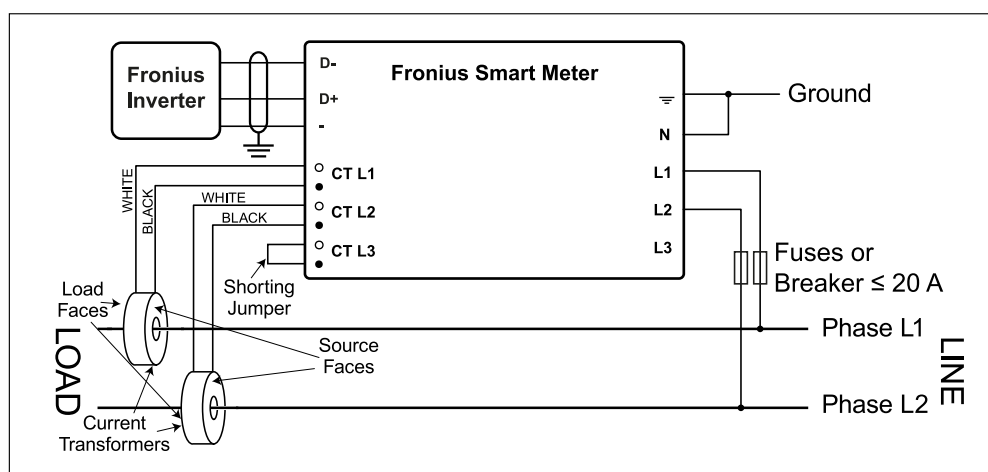 Fronius
Inverter
D-
D+
-
Fronius Smart Meter
⏚
N
Ground
WHITE
BLACK
CT L1
WHITE
CT L2
BLACK
CT L3
L1
L2
L3
Shorting
Jumper
Fuses or
Breaker ≤ 20 A
Load
Faces
LOAD
Source
Faces
Current
Transformers
Phase L1
Phase L2
LINE